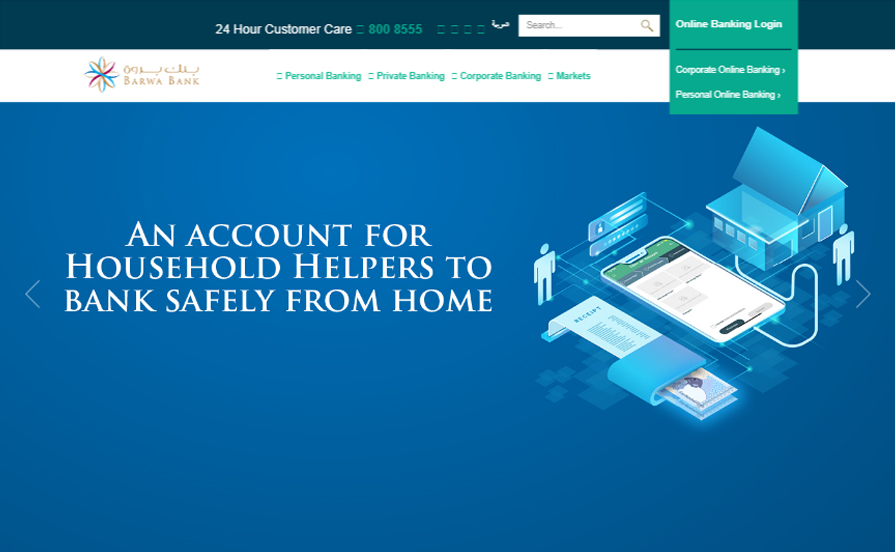 24 Hour Customer Care 800 8555
عربية
Search...
Online Banking Login
Corporate Online Banking ›
Personal Online Banking ›
بنك بروة
BARWA BANK
Personal Banking
Private Banking
Corporate Banking
Markets
AN ACCOUNT FOR
HOUSEHOLD HELPERS TO
BANK SAFELY FROM HOME
RECEIPT